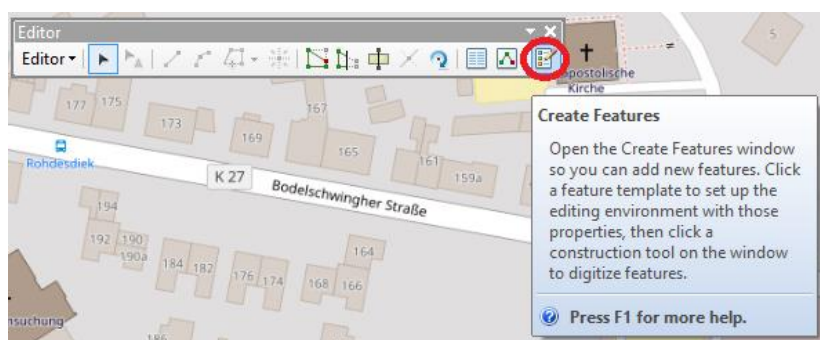 Editor
Editor
5
postolische
Kirche
177
175
173
169
167
165
161
159a
Rohdesdiek
K 27
Bodelschwingher Straße
194
192
190
190a
184
182
176
174
168
166
164
186
nsuchung
Create Features
Open the Create Features window
so you can add new features. Click
a feature template to set up the
editing environment with those
properties, then click a
construction tool on the window
to digitize features.
Press F1 for more help.